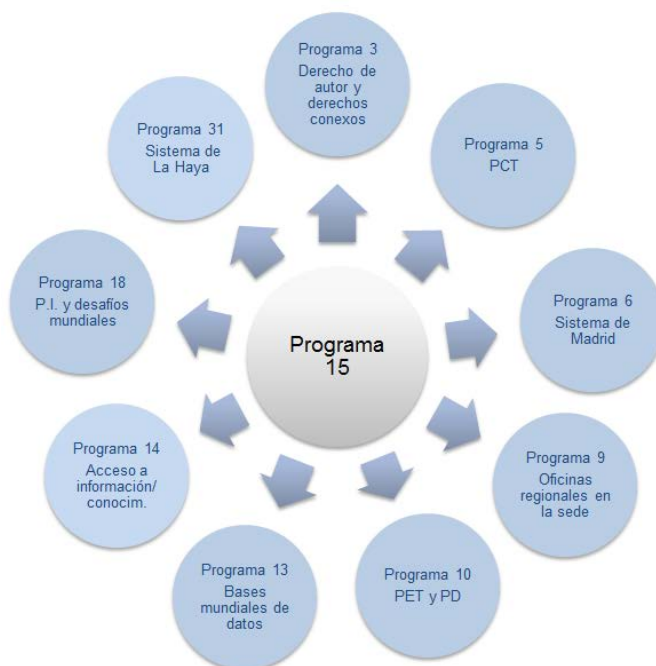 Programa 3
Derecho de
autor y
derechos
conexos
Programa 5
PCT
Programa 6
Sistema de
Madrid
Programa 9
Oficinas
regionales en
la sede
Programa 10
PET y PD
Programa 13
Bases
mundiales de
datos
Programa 14
Acceso a
información/
conocim.
Programa 18
P.I. y desafíos
mundiales
Programa 31
Sistema de
La Haya
Programa
15